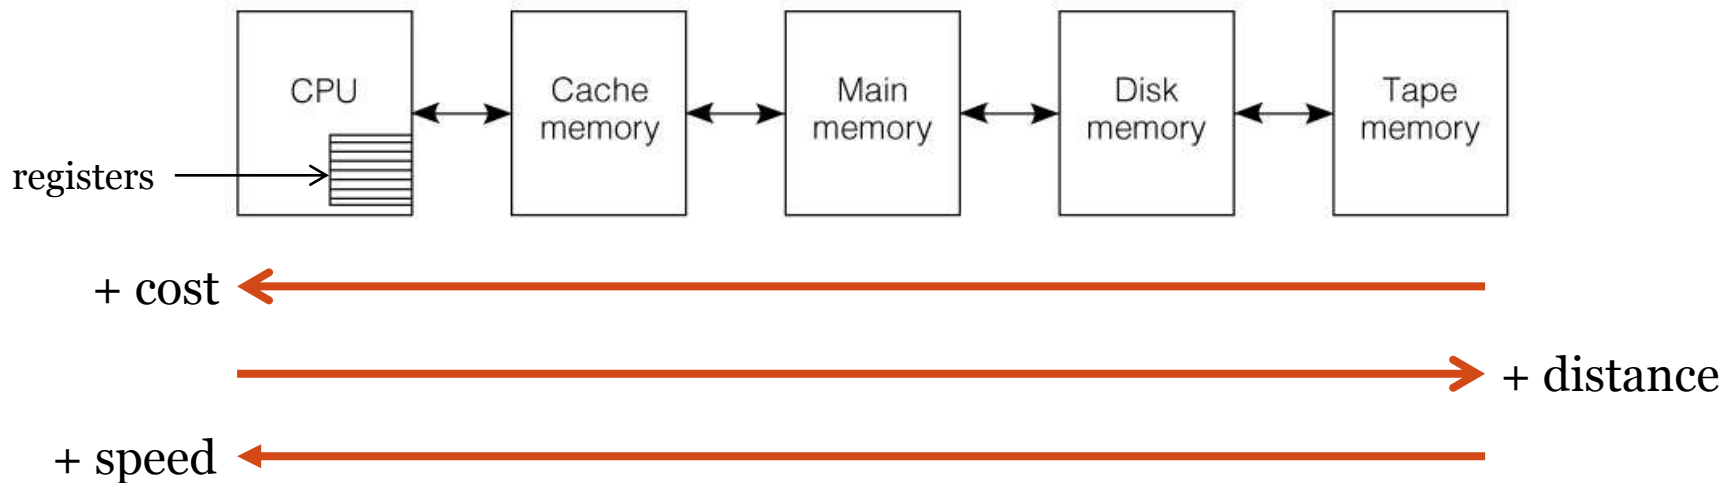 CPU
Cache
memory
Main
memory
Disk
memory
Tape
memory
registers
+ cost
+ distance
+ speed